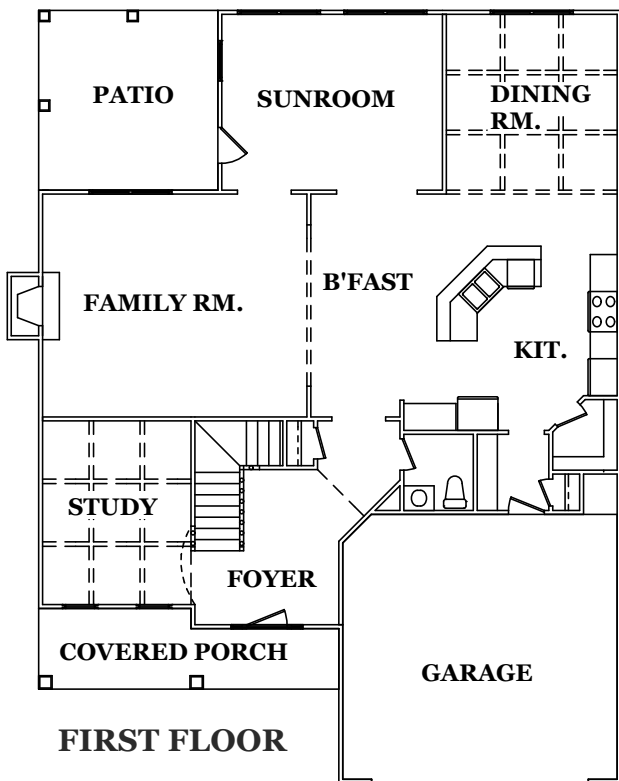 PATIO
SUNROOM
DINING
RM.
FAMILY RM.
B'FAST
KIT.
STUDY
FOYER
COVERED PORCH
GARAGE
FIRST FLOOR